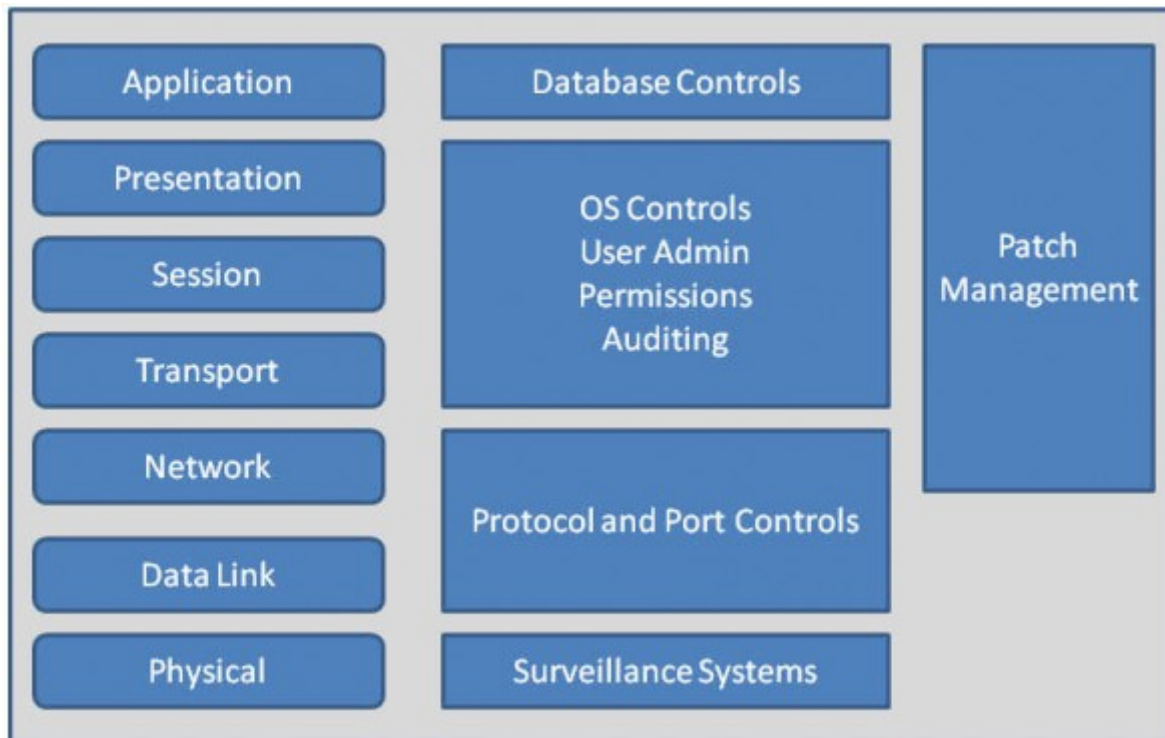 Application
Presentation
Session
Transport
Network
Data Link
Physical
Database Controls
OS Controls
User Admin
Permissions
Auditing
Protocol and Port Controls
Surveillance Systems
Patch
Management